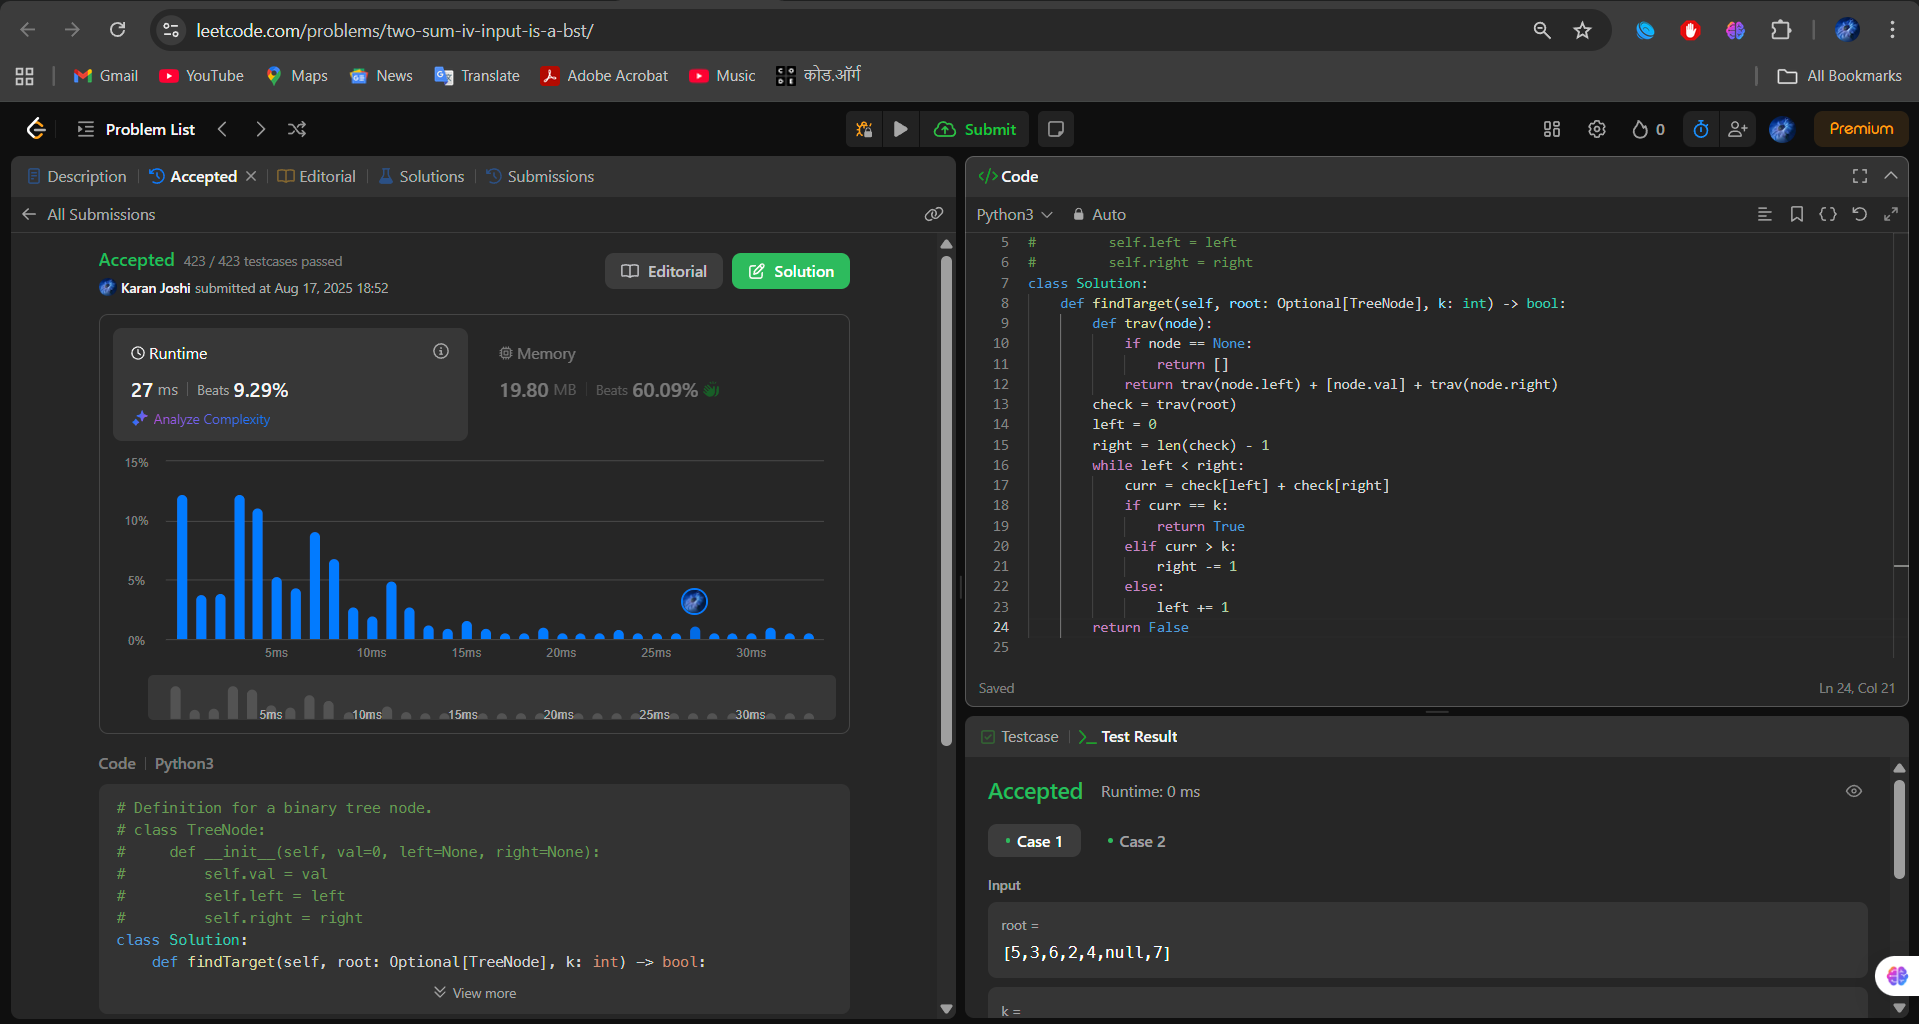 leetcode.com/problems/two-sum-iv-input-is-a-bst/
Gmail
YouTube
Maps
News
Translate
Adobe Acrobat
Music
कोड.ऑर्ग
All Bookmarks
Problem List
Submit
0
Premium
Description
Accepted
Editorial
Solutions
Submissions
All Submissions
Accepted 423 / 423 testcases passed
Karan Joshi submitted at Aug 17, 2025 18:52
Editorial
Solution
Runtime
27 ms Beats 9.29%
Analyze Complexity
Memory
19.80 MB Beats 60.09%
15%
10%
5%
0%
5ms 10ms 15ms 20ms 25ms 30ms
5ms 10ms 15ms 20ms 25ms 30ms
Code Python3
# Definition for a binary tree node.
# class TreeNode:
#     def __init__(self, val=0, left=None, right=None):
#         self.val = val
#         self.left = left
#         self.right = right
class Solution:
    def findTarget(self, root: Optional[TreeNode], k: int) -> bool:
View more
</> Code
Python3
Auto
5 #         self.left = left
6 #         self.right = right
7 class Solution:
8     def findTarget(self, root: Optional[TreeNode], k: int) -> bool:
9         def trav(node):
10             if node == None:
11                 return []
12             return trav(node.left) + [node.val] + trav(node.right)
13         check = trav(root)
14         left = 0
15         right = len(check) - 1
16         while left < right:
17             curr = check[left] + check[right]
18             if curr == k:
19                 return True
20             elif curr > k:
21                 right -= 1
22             else:
23                 left += 1
24         return False
25
Saved
Ln 24, Col 21
Testcase
Test Result
Accepted Runtime: 0 ms
Case 1
Case 2
Input
root =
[5,3,6,2,4,null,7]
k =